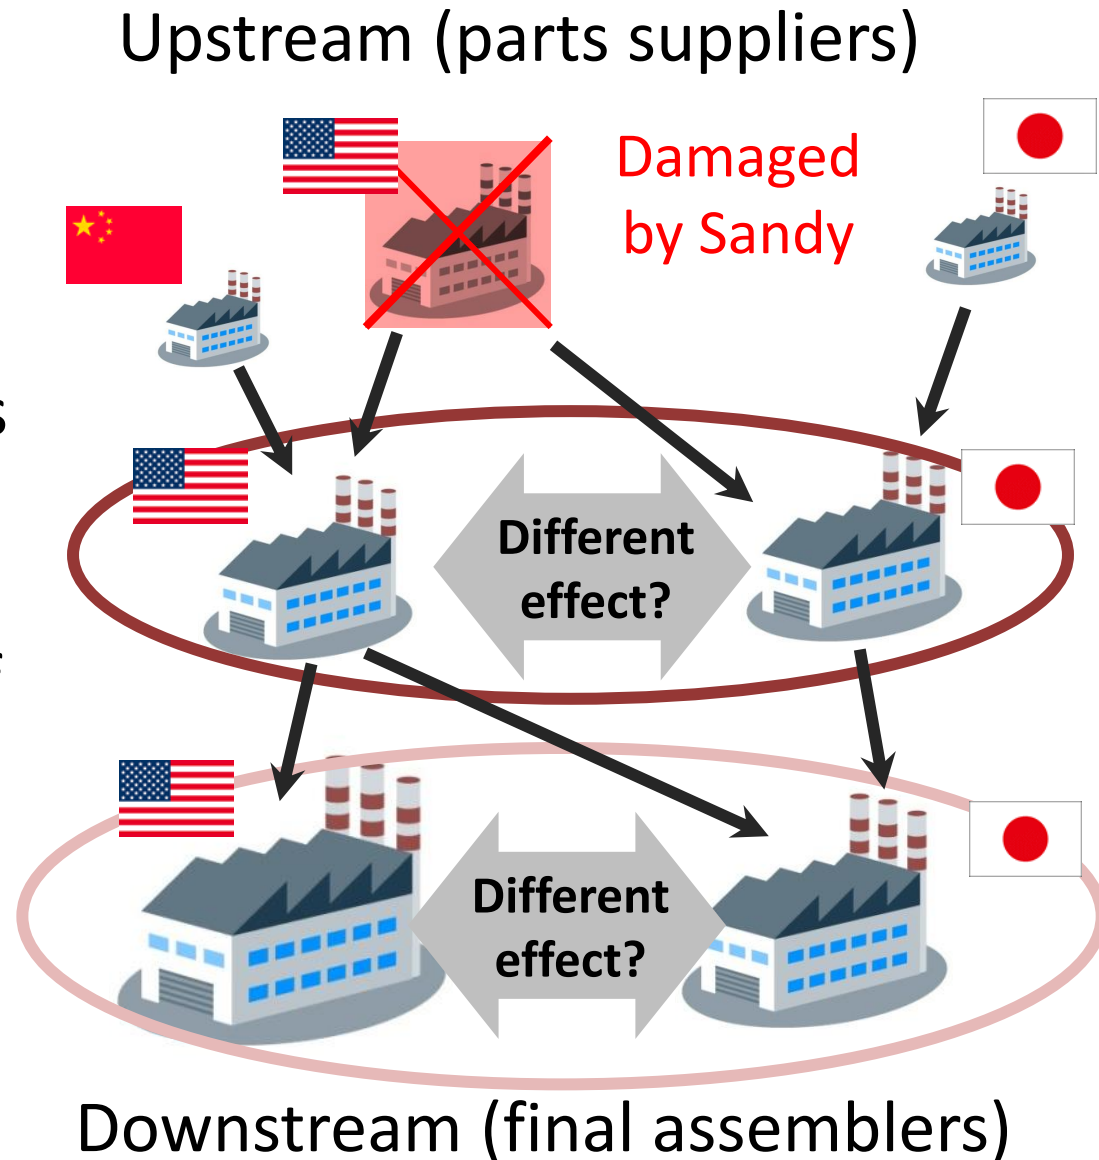 Upstream (parts suppliers)
Damaged
by Sandy
s
Different
effect?
Different
effect?
Downstream (final assemblers)